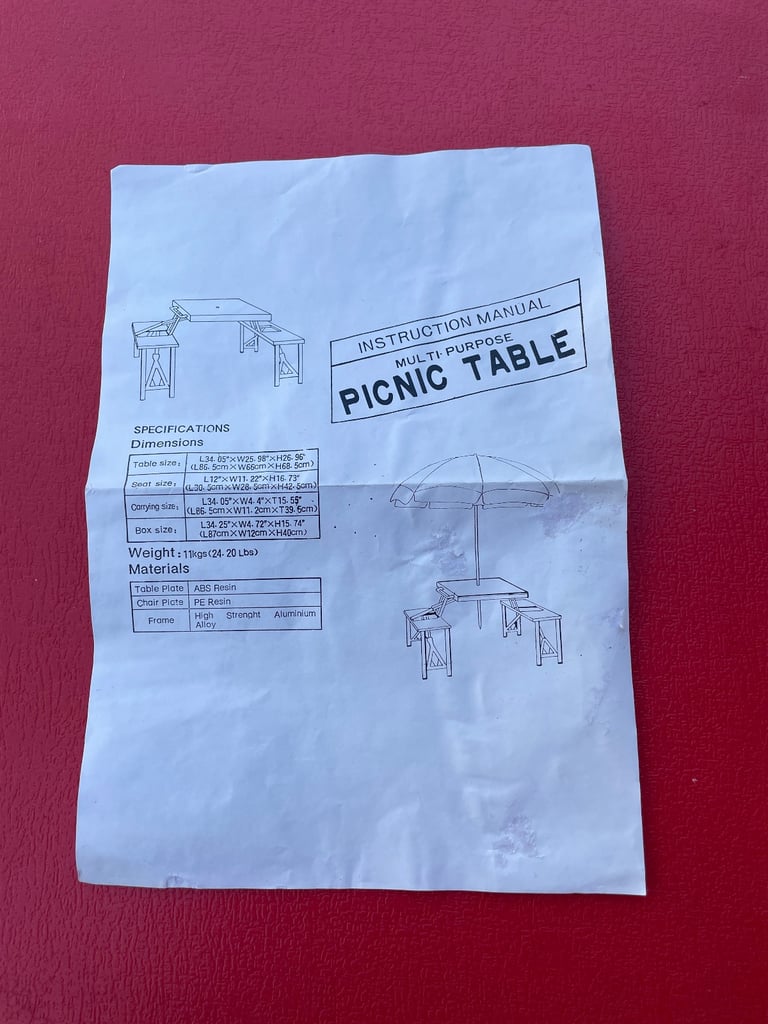 INSTRUCTION MANUAL
MULTI-PURPOSE
PICNIC TABLE
SPECIFICATIONS
Dimensions
Table size: L34.05"×W25.98"×H26.96"
(L86.5cm×W66cm×H68.5cm)
Seat size: L12"×W11.22"×H16.73"
(L30.5cm×W28.5cm×H42.5cm)
Carrying size: L34.05"×W4.4"×T15.55"
(L86.5cm×W11.2cm×T39.5cm)
Box size: L34.25"×W4.72"×H15.74"
(L87cm×W12cm×H40cm)
Weight: 11kgs(24.20 Lbs)
Materials
Table Plate ABS Resin
Chair Plate PE Resin
Frame High Strenght Aluminium
Alloy